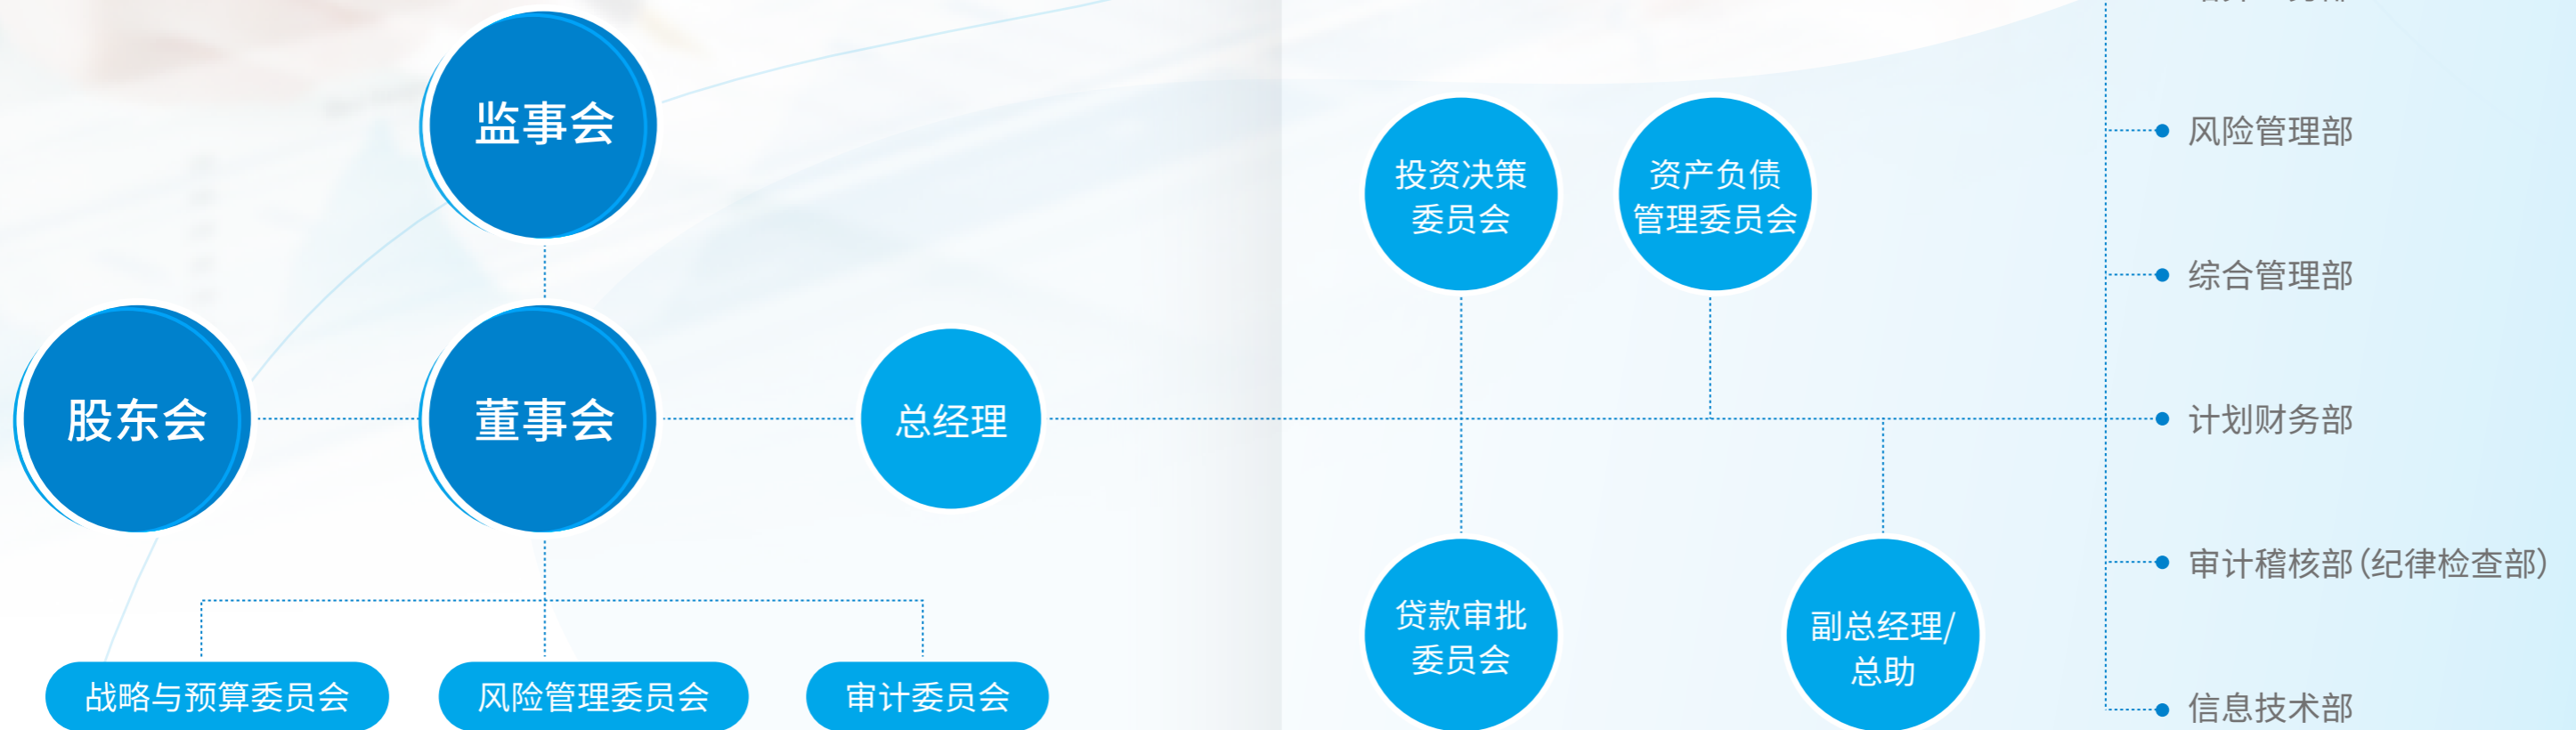 监事会
股东会
董事会
总经理
战略与预算委员会
风险管理委员会
审计委员会
投资决策
委员会
资产负债
管理委员会
贷款审批
委员会
副总经理/
总助
风险管理部
综合管理部
计划财务部
审计稽核部(纪律检查部)
信息技术部